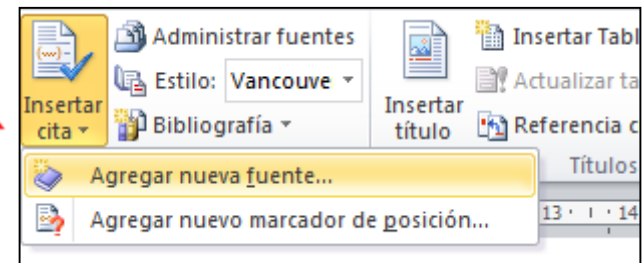 Administrar fuentes
Estilo: Vancouve
Bibliografía
Insertar
cita
Insertar
título
Insertar Tabl
Actualizar ta
Referencia c
Títulos
Agregar nueva fuente...
Agregar nuevo marcador de posición...
13 · ı · 14